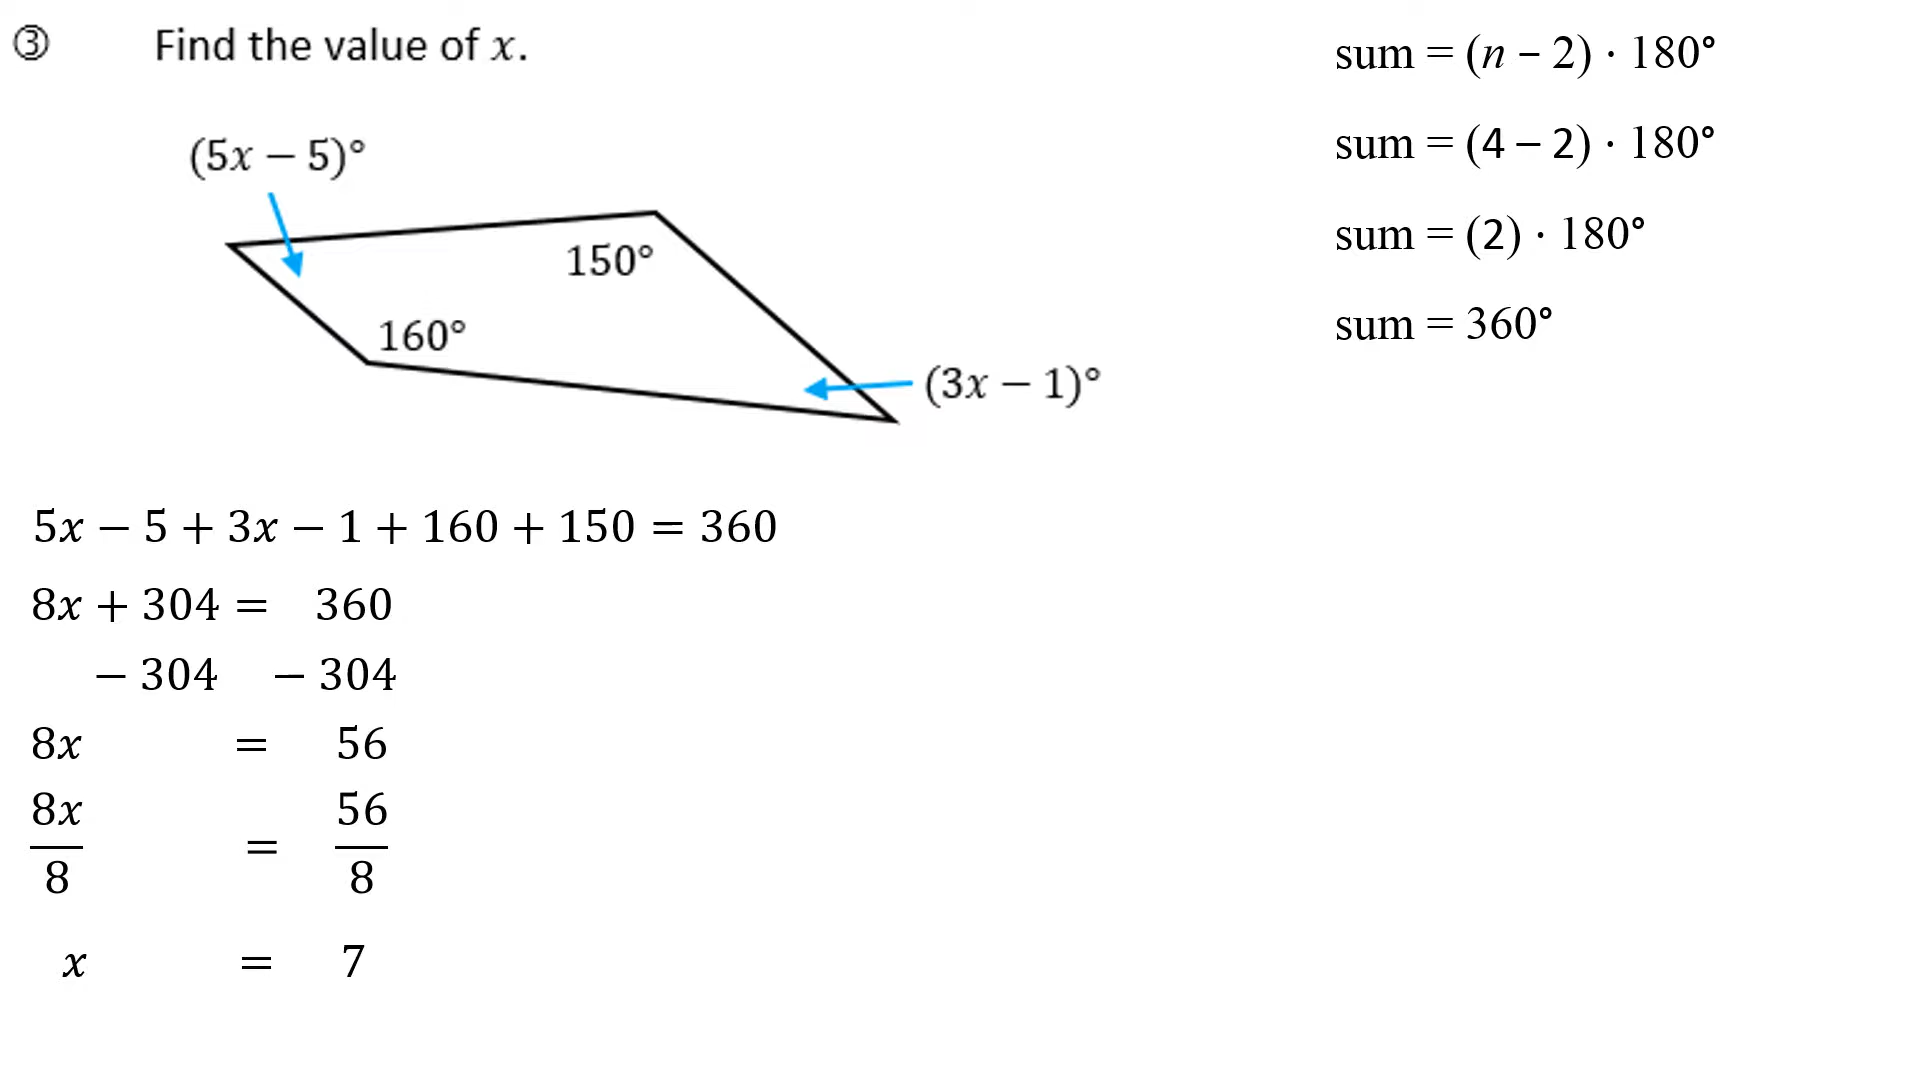 ③ Find the value of x.
(5x − 5)°
150°
160°
(3x − 1)°
sum = (n − 2) · 180°
sum = (4 − 2) · 180°
sum = (2) · 180°
sum = 360°
5x − 5 + 3x − 1 + 160 + 150 = 360
8x + 304 = 360
− 304 − 304
8x = 56
8x/8 = 56/8
x = 7